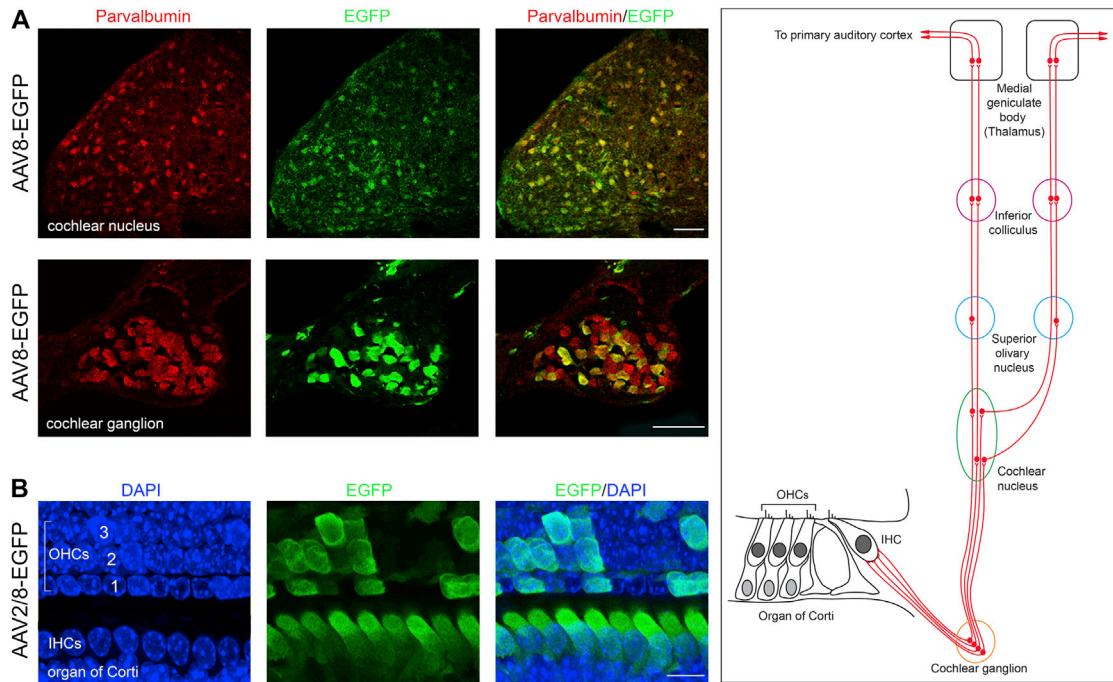 A
Parvalbumin
EGFP
Parvalbumin/EGFP
AAV8-EGFP
cochlear nucleus
AAV8-EGFP
cochlear ganglion
B
DAPI
EGFP
EGFP/DAPI
AAV2/8-EGFP
OHCs
3
2
1
IHCs
organ of Corti
To primary auditory cortex
Medial
geniculate
body
(Thalamus)
Inferior
colliculus
Superior
olivary
nucleus
Cochlear
nucleus
OHCs
IHC
Organ of Corti
Cochlear ganglion